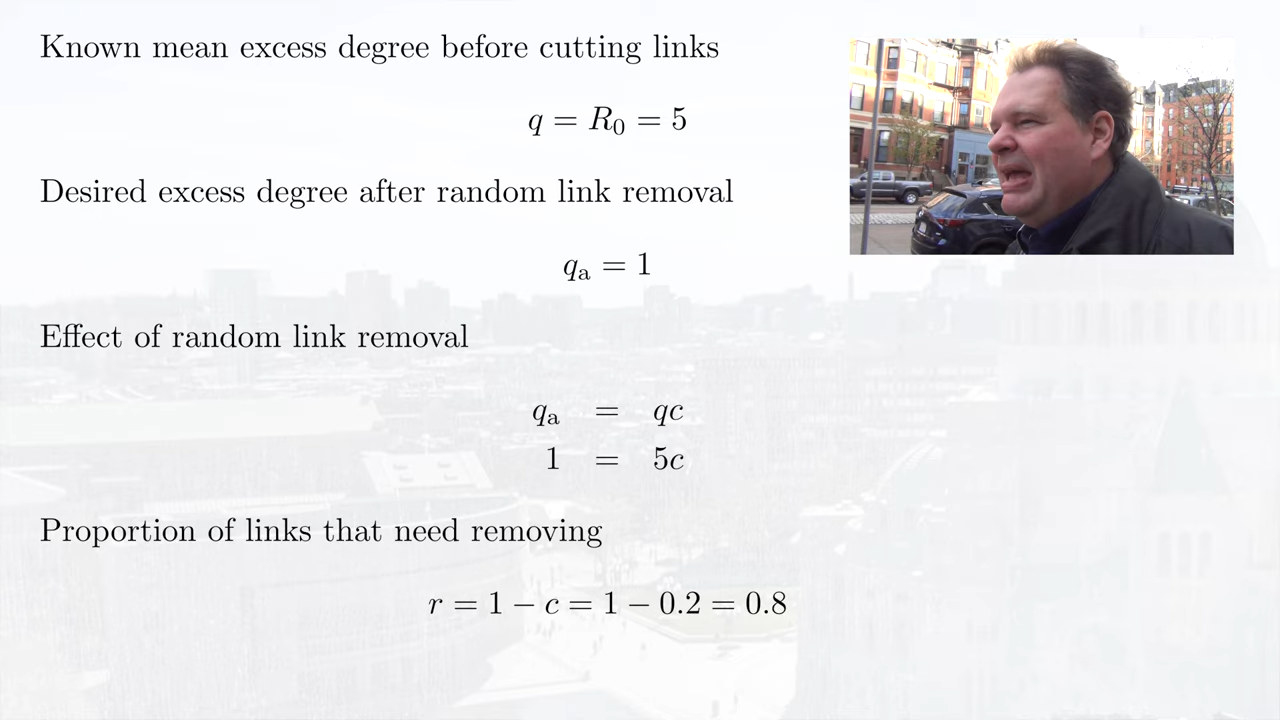 Known mean excess degree before cutting links
q = R₀ = 5
Desired excess degree after random link removal
qₐ = 1
Effect of random link removal
qₐ = qc
1 = 5c
Proportion of links that need removing
r = 1 − c = 1 − 0.2 = 0.8